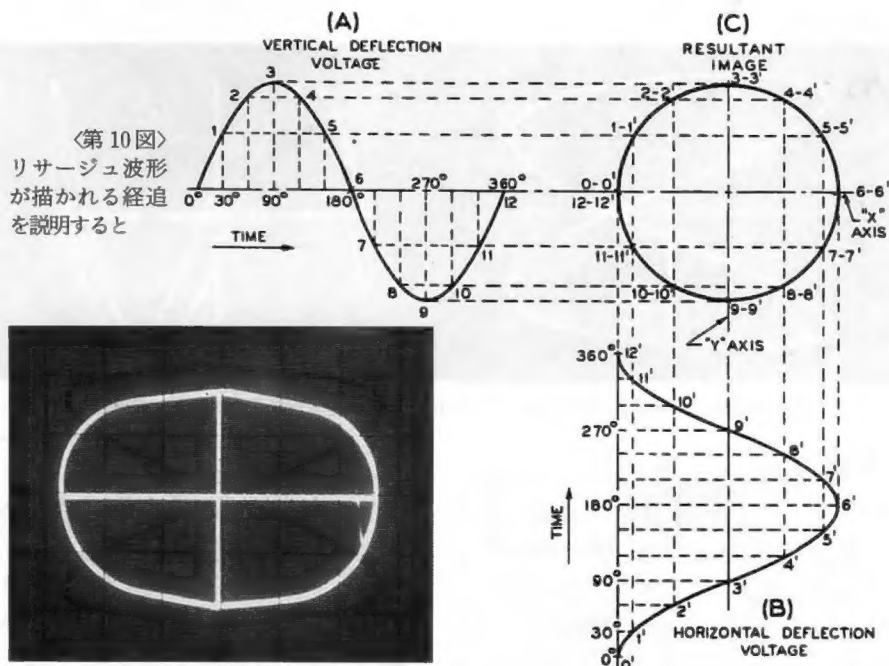 (A)
VERTICAL DEFLECTION
VOLTAGE
3
2
4
1
5
6
0° 30° 90° 180° 270° 360°
12
TIME
7
11
8
10
9
(C)
RESULTANT
IMAGE
3-3'
2-2'
4-4'
1-1'
5-5'
0-0'
12-12'
6-6'
"X"
AXIS
11-11'
7-7'
10-10'
8-8'
9-9'
"Y" AXIS
〈第10図〉
リサージュ波形
が描かれる経追
を説明すると
360° 12'
11'
10'
270° 9'
8'
7'
180° 6'
5'
4'
90° 3'
2'
30° 1'
0° 0'
TIME
(B)
HORIZONTAL DEFLECTION
VOLTAGE